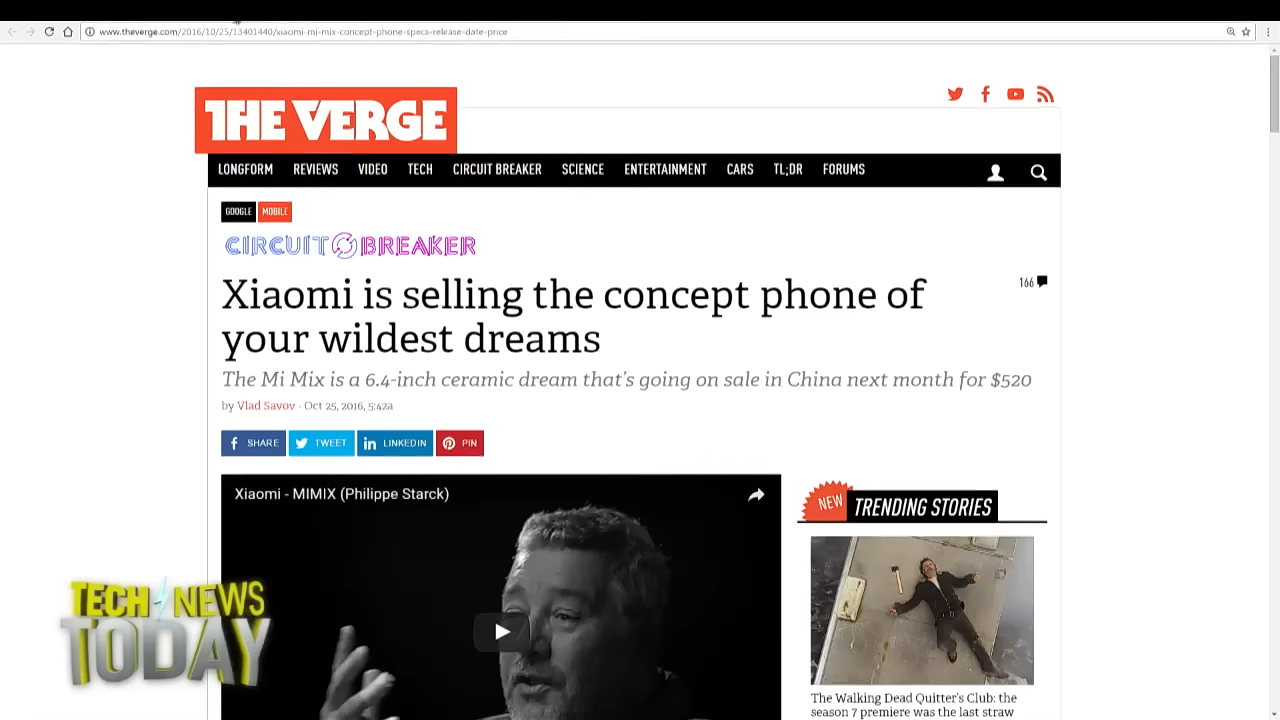 www.theverge.com/2016/10/25/13401440/xiaomi-mi-mix-concept-phone-specs-release-date-price
THE VERGE
LONGFORM REVIEWS VIDEO TECH CIRCUIT BREAKER SCIENCE ENTERTAINMENT CARS TL;DR FORUMS
GOOGLE MOBILE
CIRCUIT BREAKER
Xiaomi is selling the concept phone of
your wildest dreams
166
The Mi Mix is a 6.4-inch ceramic dream that's going on sale in China next month for $520
by Vlad Savov - Oct 25, 2016, 5:42a
SHARE TWEET LINKEDIN PIN
Xiaomi - MIMIX (Philippe Starck)
NEW TRENDING STORIES
TECH NEWS
TODAY
The Walking Dead Quitter's Club: the
season 7 premiere was the last straw